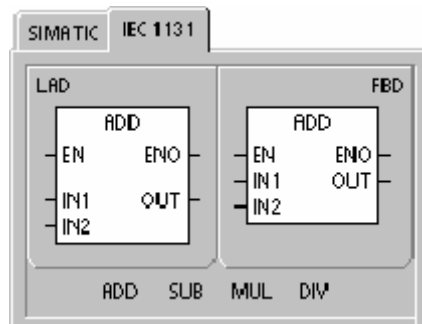 SIMATIC IEC 1131
LAD FBD
ADD ADD
EN ENO EN ENO
IN1 OUT IN1 OUT
IN2 IN2
ADD SUB MUL DIV